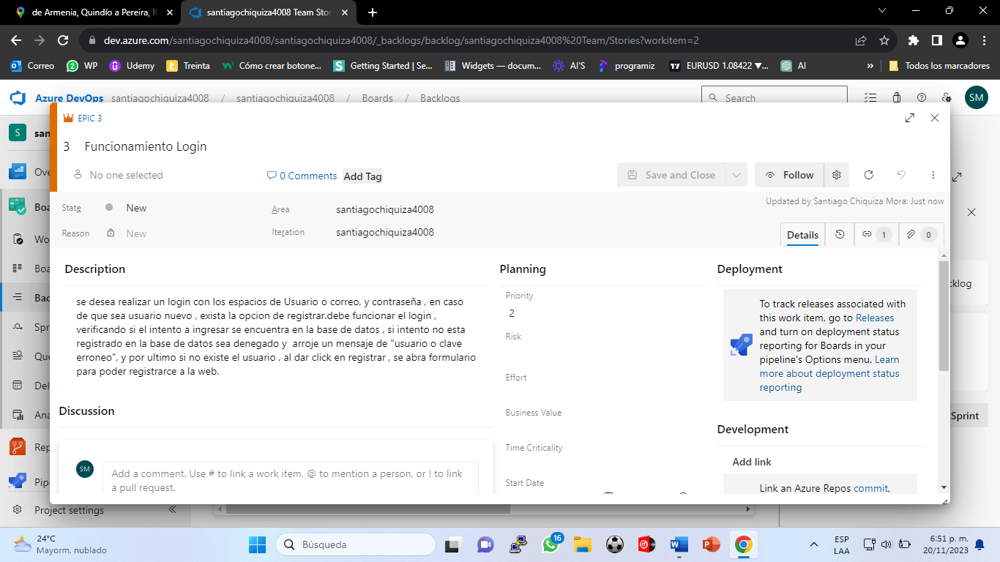 de Armenia, Quindío a Pereira, R
santiagochiquiza4008 Team Stor
dev.azure.com/santiagochiquiza4008/santiagochiquiza4008/_backlogs/backlog/santiagochiquiza4008%20Team/Stories?workitem=2
Correo
WP
Udemy
Treinta
Cómo crear botone...
Getting Started | Se...
Widgets — docum...
AI'S
programiz
EURUSD 1.08422 ▼...
AI
»
Todos los marcadores
Azure DevOps santiagochiquiza4008 / santiagochiquiza4008 / Boards / Backlogs
Search
SM
S
san
EPIC 3
3 Funcionamiento Login
No one selected
0 Comments
Add Tag
Save and Close
Follow
Updated by Santiago Chiquiza Mora: Just now
State
New
Area
santiagochiquiza4008
Reason
New
Iteration
santiagochiquiza4008
Details
1
0
Ove
Boa
Wo
Boa
Bac
Spr
Que
Del
Ana
Rep
Pipe
Project settings
cklog
Sprint
Description
se desea realizar un login con los espacios de Usuario o correo, y contraseña , en caso
de que sea usuario nuevo , exista la opcion de registrar.debe funcionar el login ,
verificando si el intento a ingresar se encuentra en la base de datos , si intento no esta
registrado en la base de datos sea denegado y arroje un mensaje de "usuario o clave
erroneo", y por ultimo si no existe el usuario , al dar click en registrar , se abra formulario
para poder registrarce a la web.
Discussion
SM
Add a comment. Use # to link a work item, @ to mention a person, or ! to link
a pull request.
Planning
Priority
2
Risk
Effort
Business Value
Time Criticality
Start Date
Deployment
To track releases associated with
this work item, go to Releases
and turn on deployment status
reporting for Boards in your
pipeline's Options menu. Learn
more about deployment status
reporting
Development
Add link
Link an Azure Repos commit,
24°C
Mayorm. nublado
Búsqueda
16
ESP
LAA
6:51 p. m.
20/11/2023